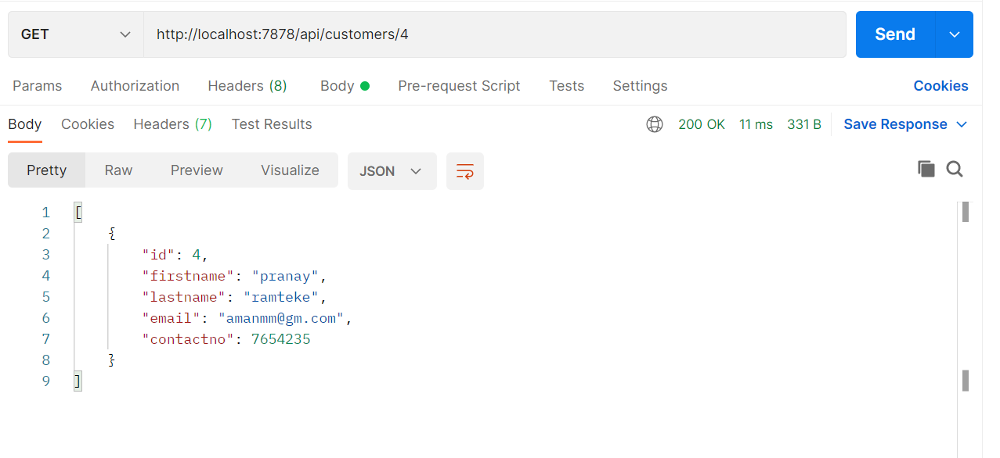 GET http://localhost:7878/api/customers/4 Send
Params Authorization Headers (8) Body Pre-request Script Tests Settings Cookies
Body Cookies Headers (7) Test Results 200 OK 11 ms 331 B Save Response
Pretty Raw Preview Visualize JSON
1 [
2 {
3 "id": 4,
4 "firstname": "pranay",
5 "lastname": "ramteke",
6 "email": "amanmm@gm.com",
7 "contactno": 7654235
8 }
9 ]